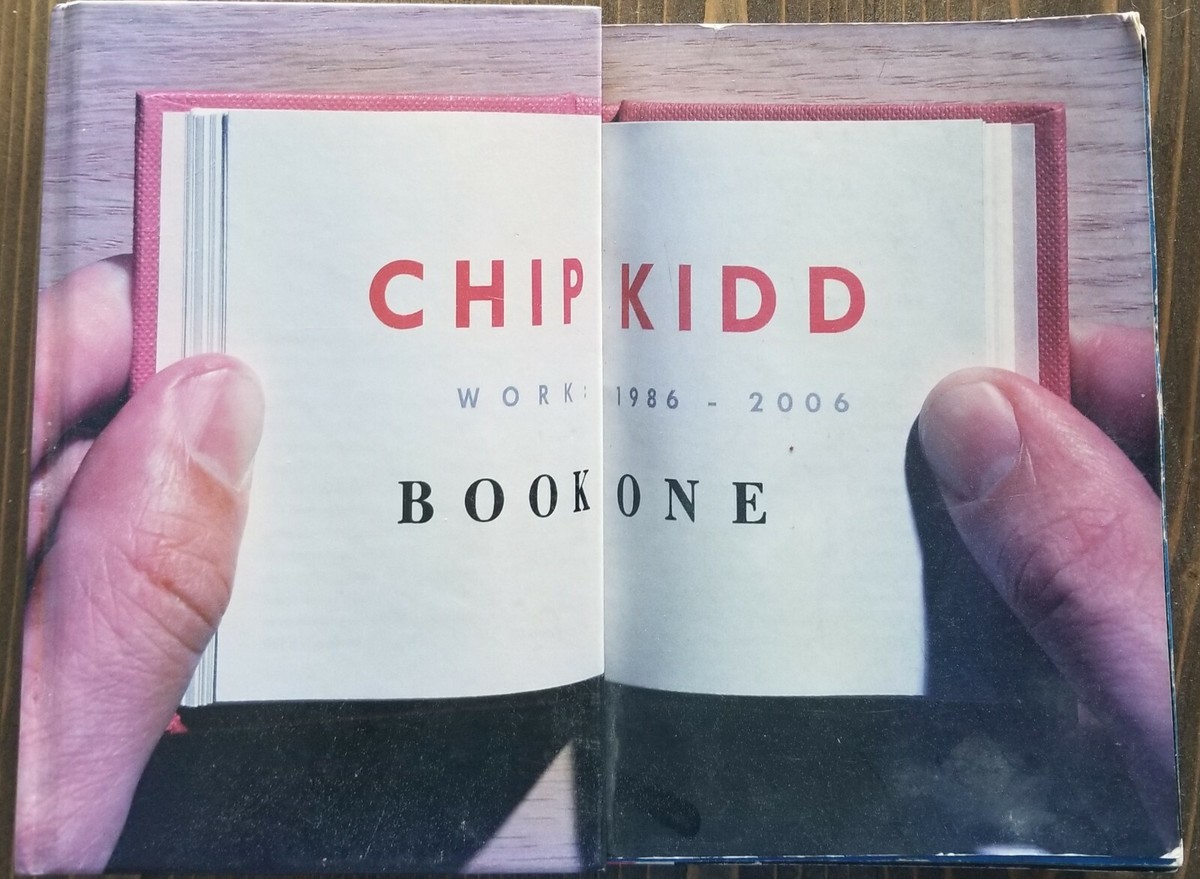 CHIP KIDD
WORK: 1986 – 2006
BOOK ONE